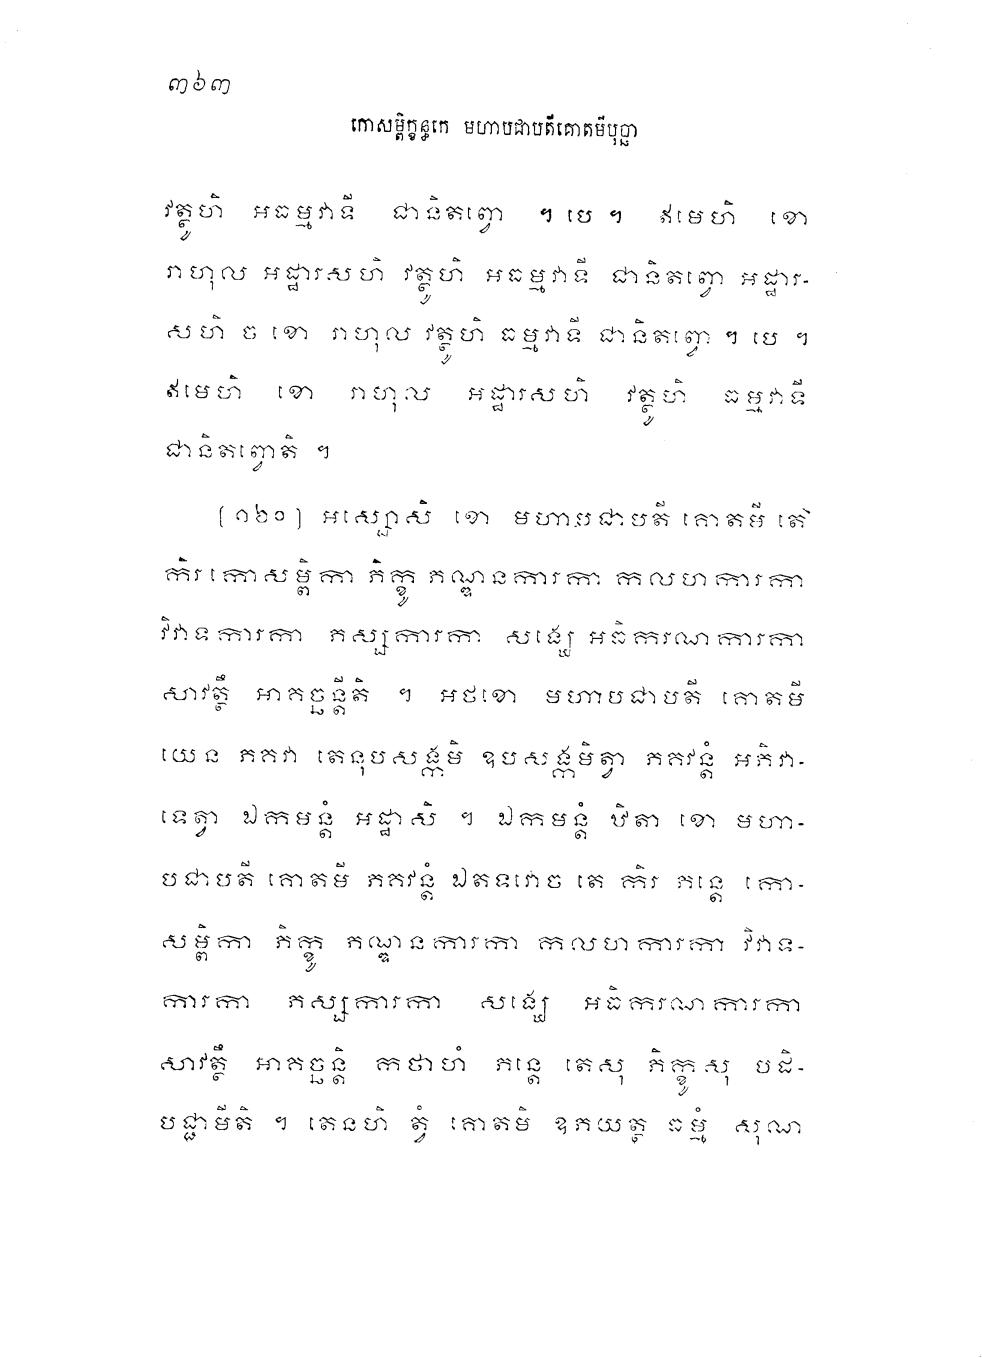 ៣៦៣
កោសម្ពិក្ខន្ធកេ មហាបជាបតីគោតមីបុច្ឆា
វត្ថូហិ អធម្មវាទី ជានិតព្វោ ។ បេ ។ ឥមេហិ ខោ
រាហុល អដ្ឋារសហិ វត្ថូហិ អធម្មវាទី ជានិតព្វោ អដ្ឋារ-
សហិ ច ខោ រាហុល វត្ថូហិ ធម្មវាទី ជានិតព្វោ ។ បេ ។
ឥមេហិ ខោ រាហុល អដ្ឋារសហិ វត្ថូហិ ធម្មវាទី
ជានិតព្វោតិ ។
[១២១] អស្សោសិ ខោ មហាបជាបតី គោតមី តេ
កិរ កោសម្ពិកា ភិក្ខូ ភណ្ឌនការកា កលហការកា
វិវាទការកា ភស្សការកា សង្ឃេ អធិករណការកា
សាវត្ថឹ អាគច្ឆន្តីតិ ។ អថខោ មហាបជាបតី គោតមី
យេន ភគវា តេនុបសង្កមិ ឧបសង្កមិត្វា ភគវន្តំ អភិវា-
ទេត្វា ឯកមន្តំ អដ្ឋាសិ ។ ឯកមន្តំ ឋិតា ខោ មហា-
បជាបតី គោតមី ភគវន្តំ ឯតទវោច តេ កិរ ភន្តេ កោ-
សម្ពិកា ភិក្ខូ ភណ្ឌនការកា កលហការកា វិវាទ-
ការកា ភស្សការកា សង្ឃេ អធិករណការកា
សាវត្ថឹ អាគច្ឆន្តិ កថាហំ ភន្តេ តេសុ ភិក្ខូសុ បដិ-
បជ្ជាមីតិ ។ តេនហិ ត្វំ គោតមិ ឧភយត្ថ ធម្មំ សុណ